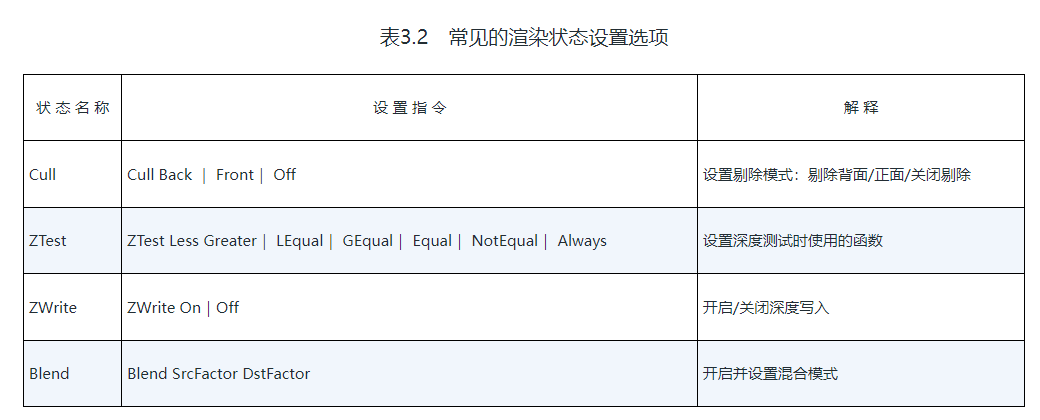 表3.2 常见的渲染状态设置选项
状态名称 设置指令 解释
Cull Cull Back | Front | Off 设置剔除模式：剔除背面/正面/关闭剔除
ZTest ZTest Less Greater | LEqual | GEqual | Equal | NotEqual | Always 设置深度测试时使用的函数
ZWrite ZWrite On | Off 开启/关闭深度写入
Blend Blend SrcFactor DstFactor 开启并设置混合模式